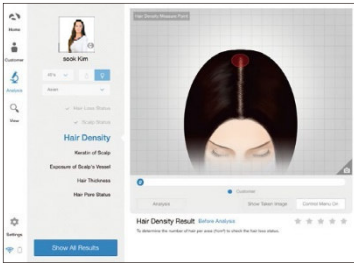 Home
Customer
Analysis
View
Settings
sook Kim
Asian
Hair Loss Status
Scalp Status
Hair Density
Keratin of Scalp
Exposure of Scalp's Vessel
Hair Thickness
Hair Pore Status
Show All Results
Hair Density Measure Point
Customer
Analysis
Show Taken Image
Control Menu On
Hair Density Result Before Analysis
To determine the number of hair per area (1cm²) to check the hair loss status.